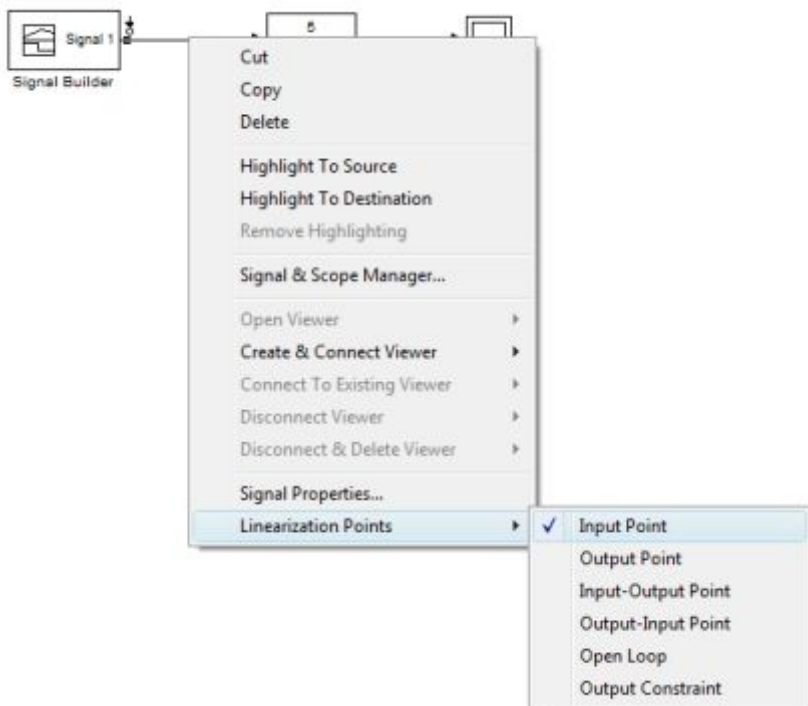 Signal 1
Signal Builder
Cut
Copy
Delete
Highlight To Source
Highlight To Destination
Remove Highlighting
Signal & Scope Manager...
Open Viewer
Create & Connect Viewer
Connect To Existing Viewer
Disconnect Viewer
Disconnect & Delete Viewer
Signal Properties...
Linearization Points
Input Point
Output Point
Input-Output Point
Output-Input Point
Open Loop
Output Constraint